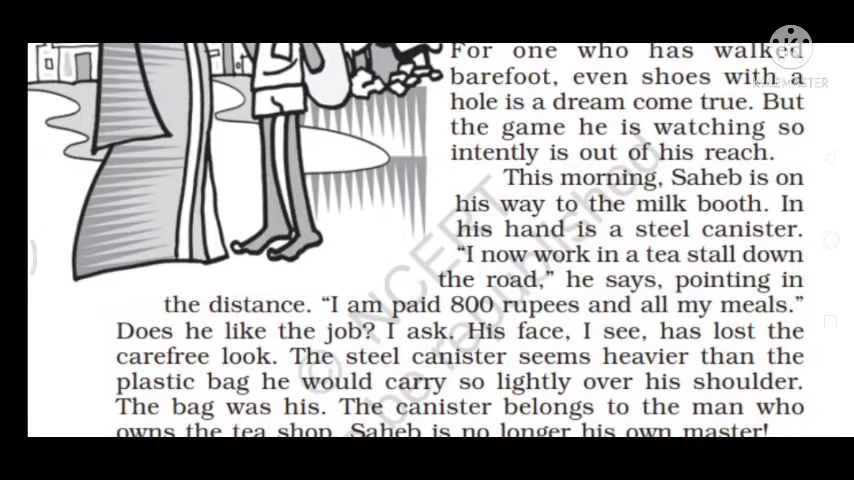 For one who has walked
barefoot, even shoes with a
hole is a dream come true. But
the game he is watching so
intently is out of his reach.
This morning, Saheb is on
his way to the milk booth. In
his hand is a steel canister.
“I now work in a tea stall down
the road,” he says, pointing in
the distance. “I am paid 800 rupees and all my meals.”
Does he like the job? I ask. His face, I see, has lost the
carefree look. The steel canister seems heavier than the
plastic bag he would carry so lightly over his shoulder.
The bag was his. The canister belongs to the man who
owns the tea shop. Saheb is no longer his own master!
© NCERT
be republished
KINEMASTER